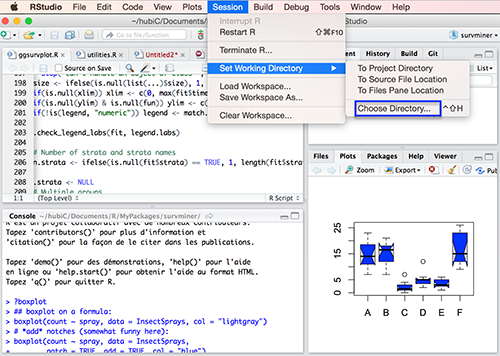 RStudio File Edit Code View Plots Session Build Debug Tools Window
~/hubiC/Documents/ RStudio
Go to file/function
survminer
ggsurvplot.R utilities.R Untitled2*
Source on Save
Interrupt R
Restart R ⇧⌘F10
Terminate R...
Set Working Directory
Load Workspace...
Save Workspace As...
Clear Workspace...
To Project Directory
To Source File Location
To Files Pane Location
Choose Directory... ⌃⇧H
History Build Git
197
198 size <- ifelse(is.null(list(...)$size), 1,
199 if(is.null(xlim)) xlim <- c(0, max(fit$time
200 if(is.null(ylim) & is.null(fun)) ylim <- c(
201 if(!is(legend, "numeric")) legend <- match.
202
203 .check_legend_labs(fit, legend.labs)
204
205 # Number of strata and strata names
206 n.strata <- ifelse(is.null(fit$strata) == TRUE, 1, length(fit$strata
207
208 .strata <- NULL
209 # Multiple groups
1:1 (Top Level) R Script
Console ~/hubiC/Documents/R/MyPackages/survminer/
R est un projet collaboratif avec de nombreux contributeurs.
Tapez 'contributors()' pour plus d'information et
'citation()' pour la façon de le citer dans les publications.
Tapez 'demo()' pour des démonstrations, 'help()' pour l'aide
en ligne ou 'help.start()' pour obtenir l'aide au format HTML.
Tapez 'q()' pour quitter R.
> ?boxplot
> ## boxplot on a formula:
> boxplot(count ~ spray, data = InsectSprays, col = "lightgray")
> # *add* notches (somewhat funny here):
> boxplot(count ~ spray, data = InsectSprays,
+ notch = TRUE, add = TRUE, col = "blue")
Files Plots Packages Help Viewer
Zoom Export Pub
25
15
5
0
A B C D E F